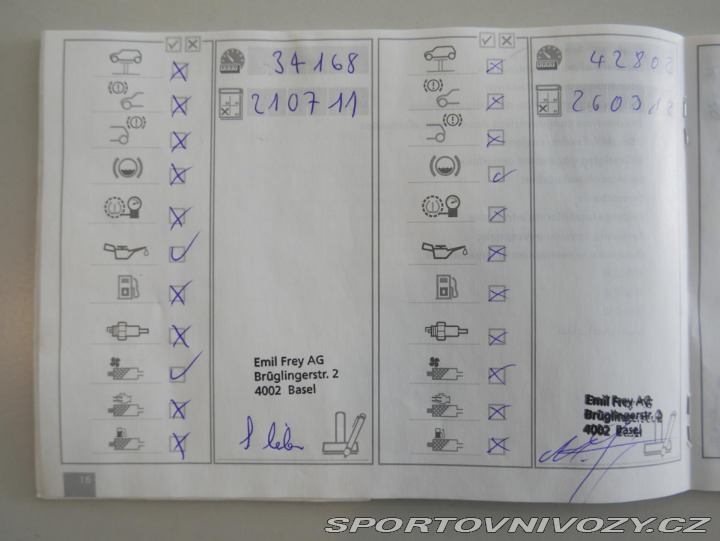 34168
210711
Emil Frey AG
Brüglingerstr. 2
4002 Basel
16
42808
Emil Frey AG
Brüglingerstr. 2
4002 Basel
SPORTOVNIVOZY.CZ